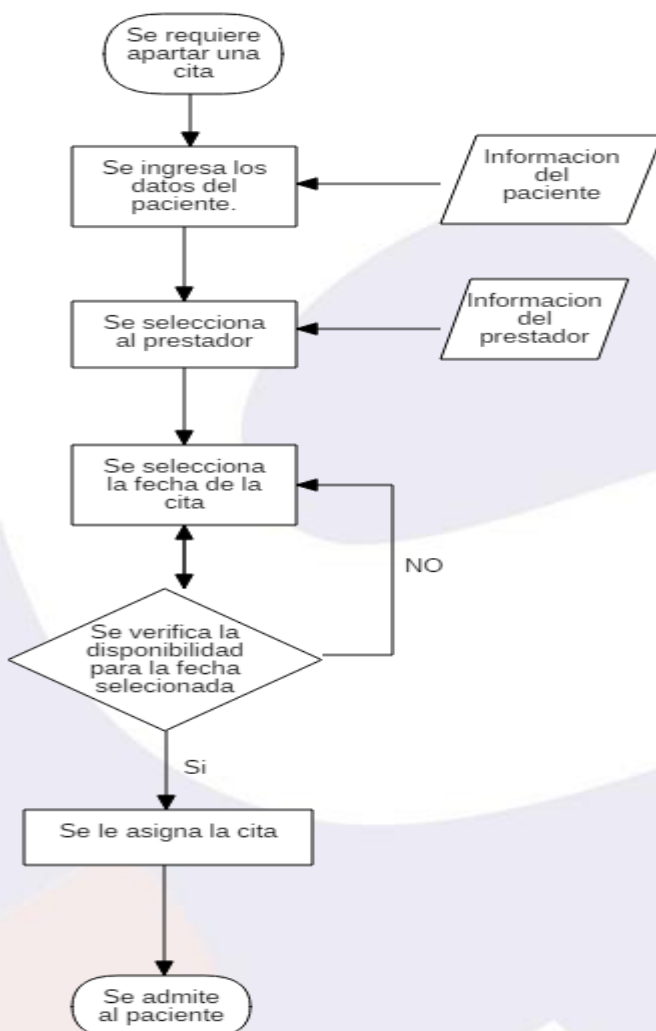 Se requiere
apartar una
cita
Se ingresa los
datos del
paciente.
Informacion
del
paciente
Se selecciona
al prestador
Informacion
del
prestador
Se selecciona
la fecha de la
cita
NO
Se verifica la
disponibilidad
para la fecha
selecionada
Si
Se le asigna la cita
Se admite
al paciente